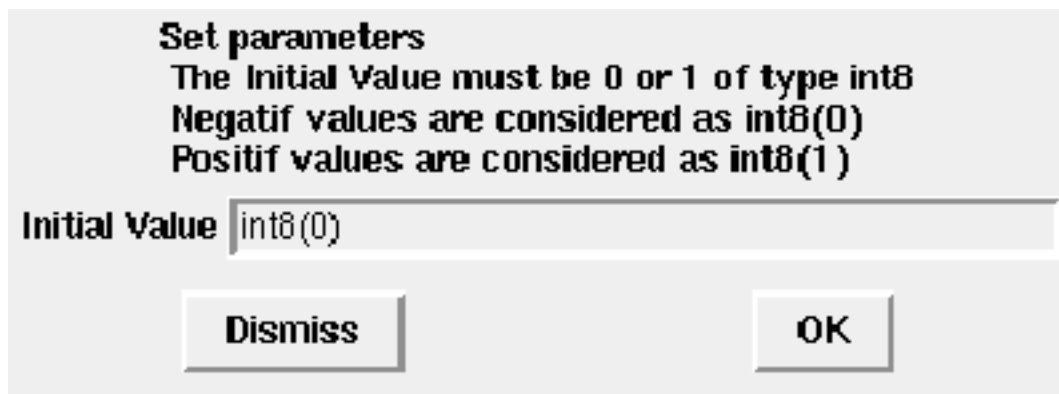 Set parameters
The Initial Value must be 0 or 1 of type int8
Negatif values are considered as int8(0)
Positif values are considered as int8(1)
Initial Value int8(0)
Dismiss OK